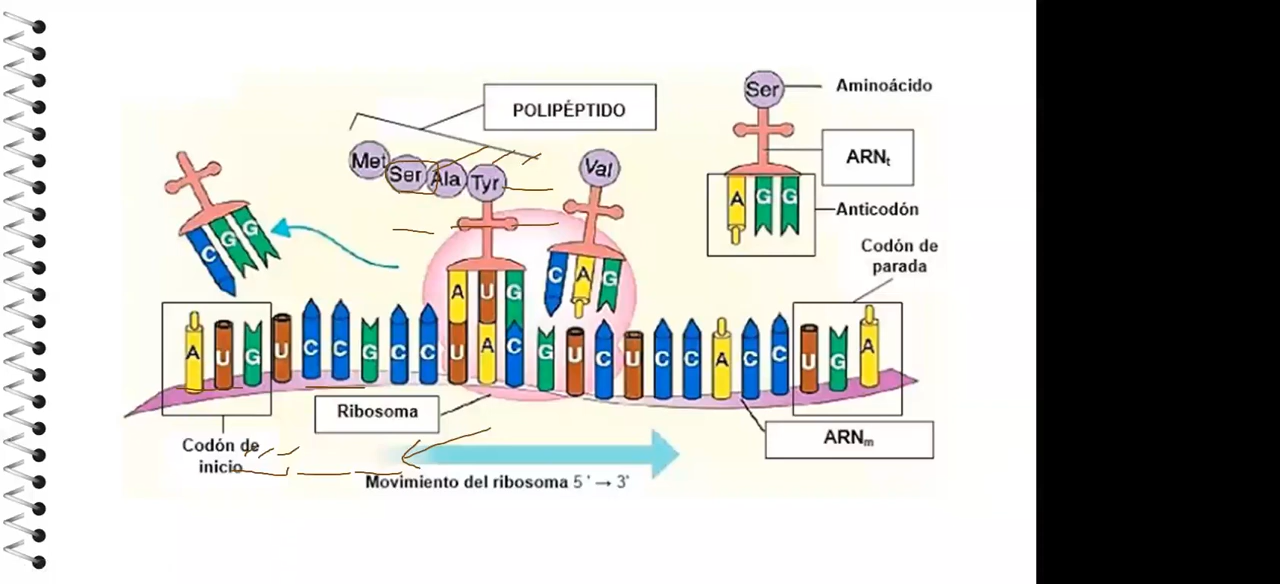 POLIPÉPTIDO
Ser
Aminoácido
ARNt
Met
Ser
Ala
Tyr
Val
A G G
Anticodón
Codón de
parada
C G G
A U G
C A G
A U G U C C G C C U A C G U C U C C A C C U G A
Ribosoma
ARNm
Codón de
inicio
Movimiento del ribosoma 5' → 3'